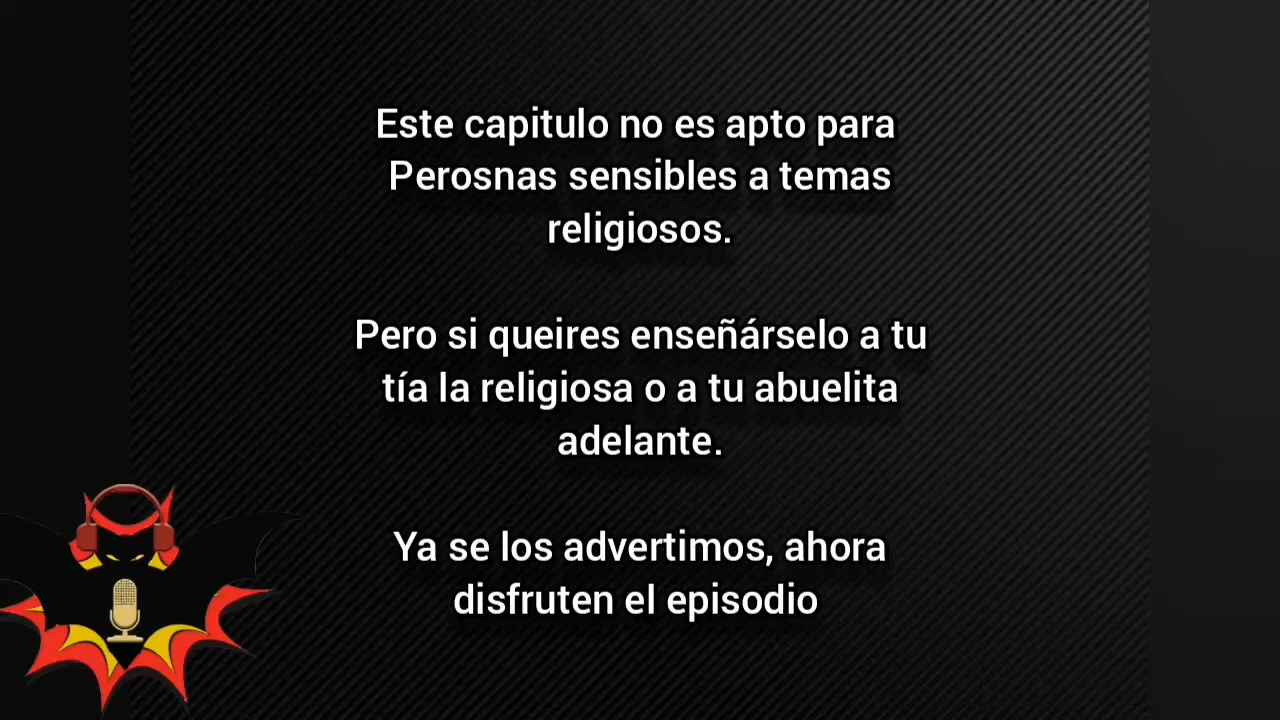 Este capitulo no es apto para
Perosnas sensibles a temas
religiosos.
Pero si queires enseñárselo a tu
tía la religiosa o a tu abuelita
adelante.
Ya se los advertimos, ahora
disfruten el episodio